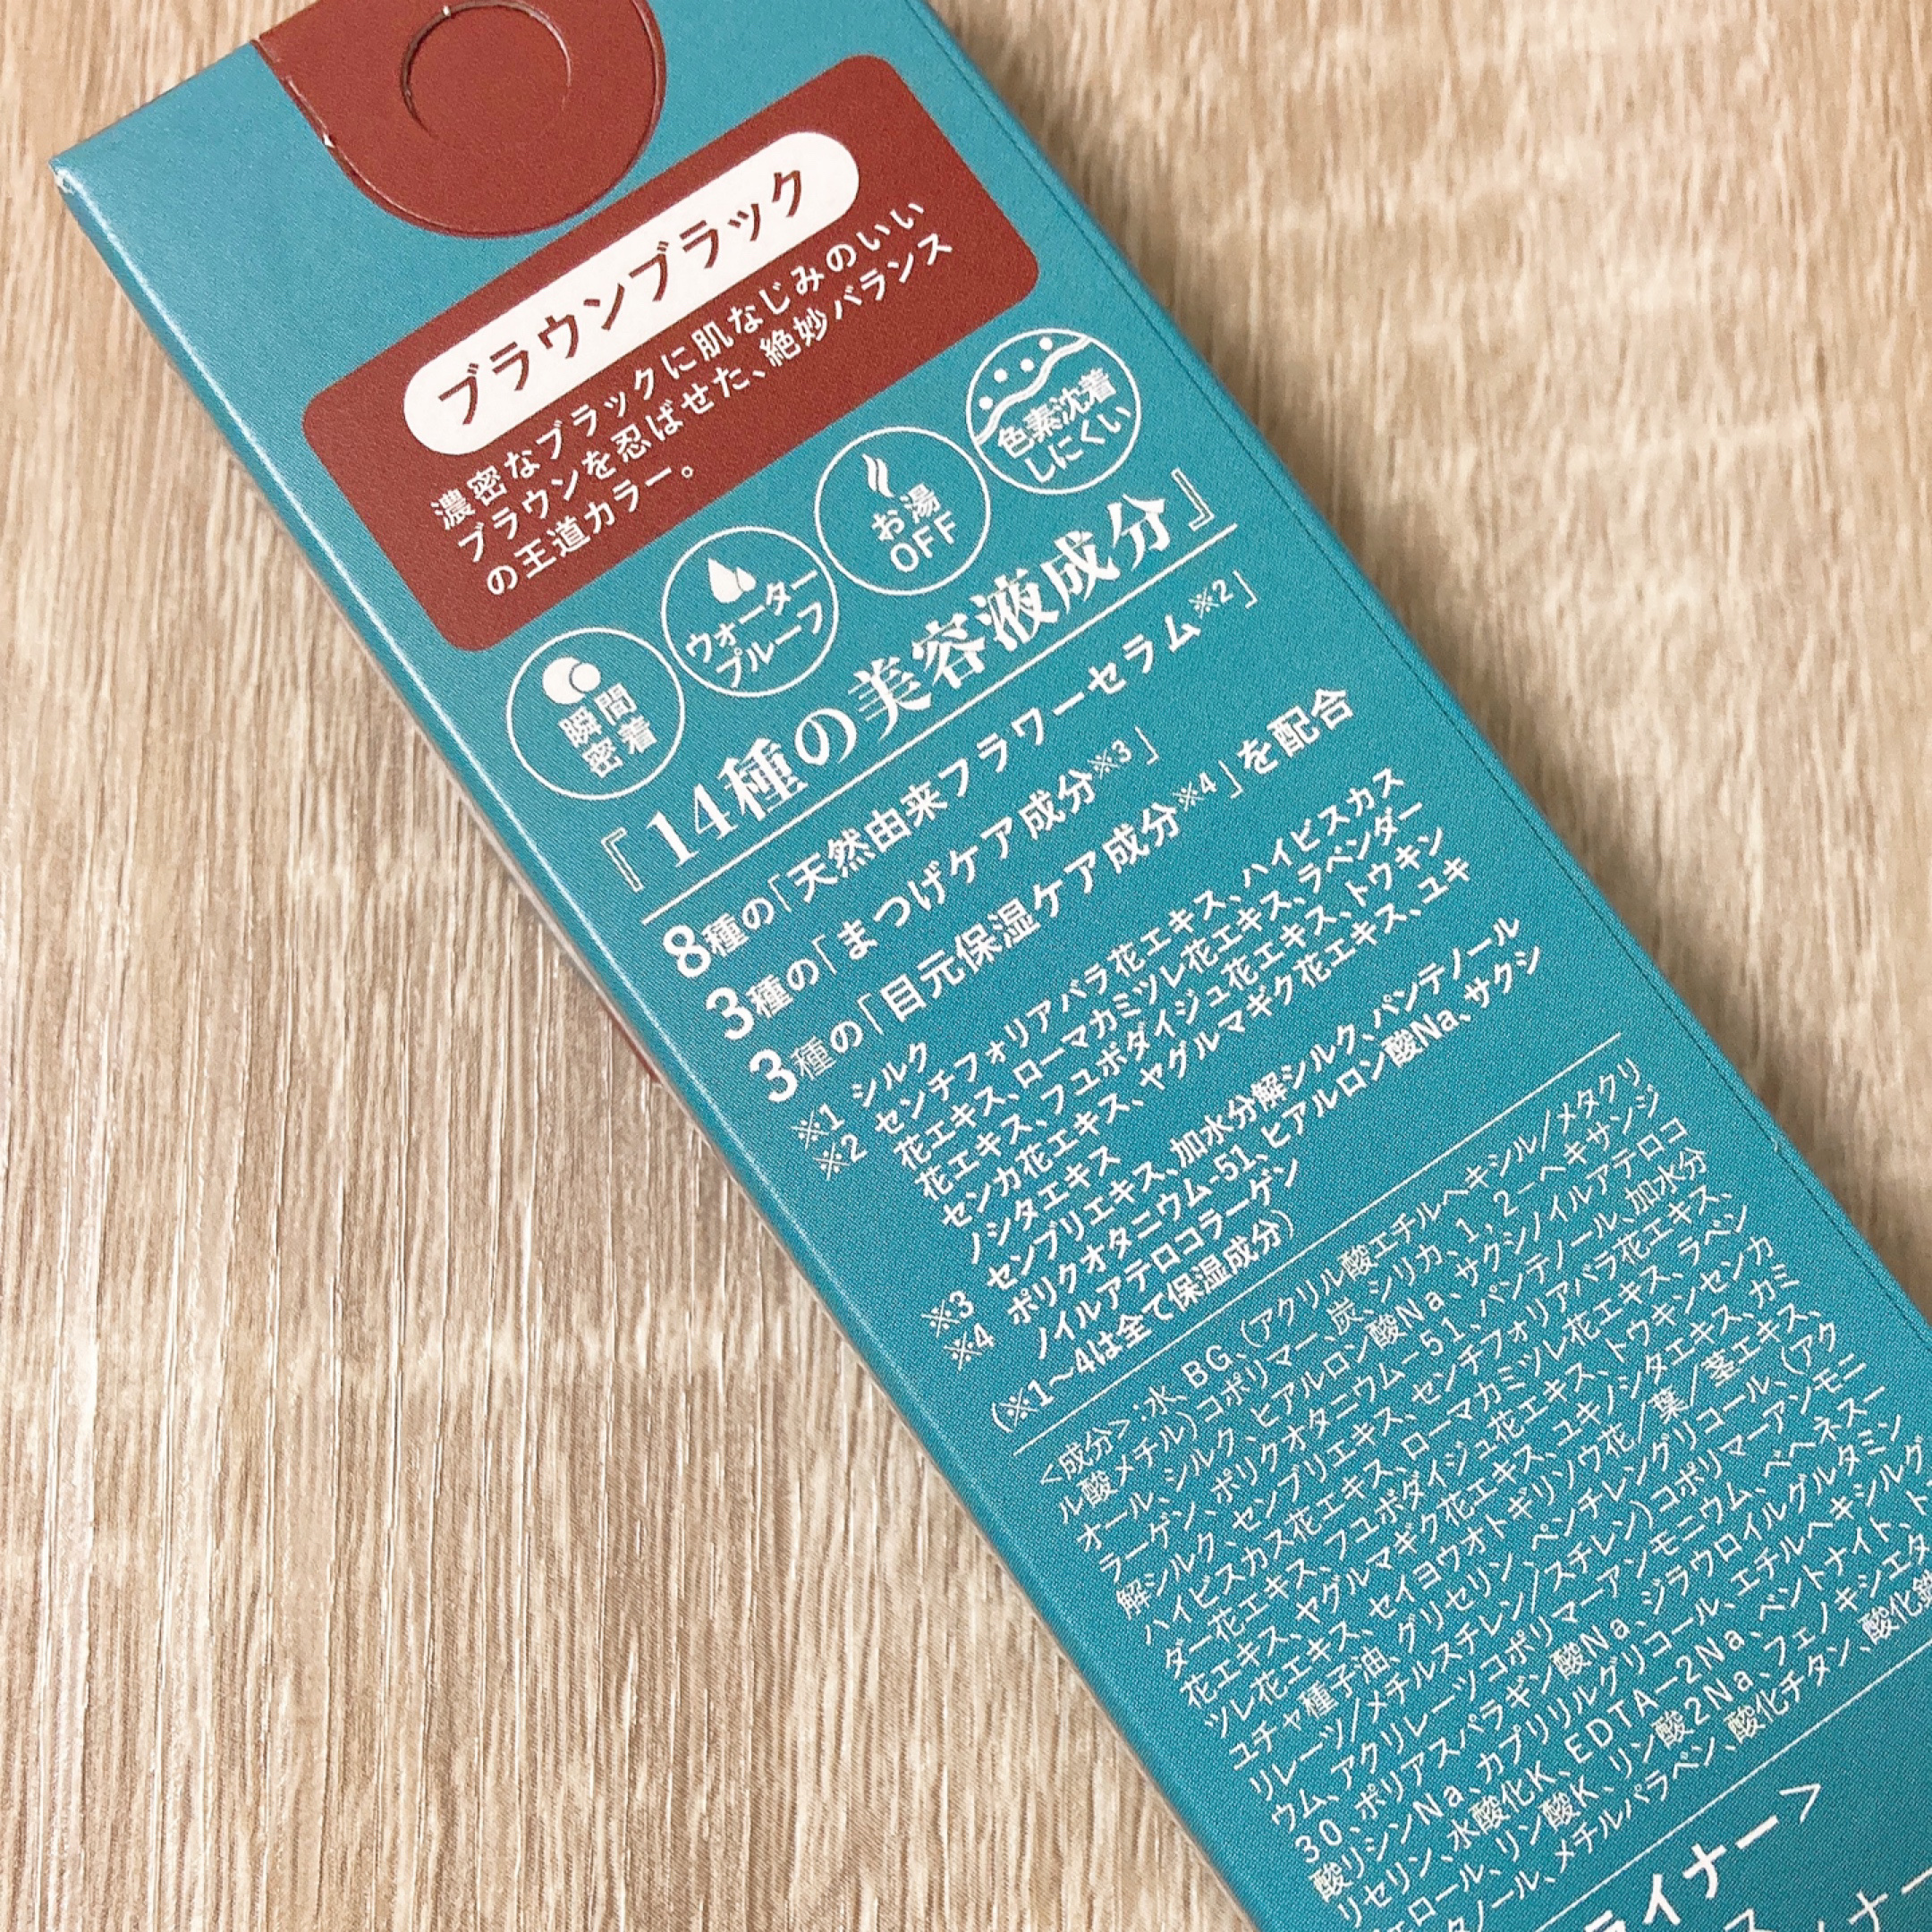 ブラウンブラック
濃密なブラックに肌なじみのいい
ブラウンを忍ばせた、絶妙バランス
の王道カラー。
瞬間
密着
ウォーター
プルーフ
お湯
OFF
色素沈着
しにくい
『14種の美容液成分』
8種の「天然由来フラワーセラム※2」
3種の「まつげケア成分※3」
3種の「目元保湿ケア成分※4」を配合
※1 シルク
※2 センチフォリアバラ花エキス、ハイビスカス
花エキス、ローマカミツレ花エキス、ラベンダー
花エキス、フユボダイジュ花エキス、トウキン
センカ花エキス、ヤグルマギク花エキス、ユキ
ノシタエキス
※3 センブリエキス、加水分解シルク、パンテノール
※4 ポリクオタニウム-51、ヒアルロン酸Na、サクシ
ノイルアテロコラーゲン
(※1~4は全て保湿成分)
<成分>:水、BG、(アクリル酸エチルヘキシル/メタクリ
ル酸メチル)コポリマー、炭、シリカ、1,2-ヘキサンジ
オール、シルク、ヒアルロン酸Na、サクシノイルアテロコ
ラーゲン、ポリクオタニウム-51、パンテノール、加水分
解シルク、センブリエキス、センチフォリアバラ花エキス、
ハイビスカス花エキス、ローマカミツレ花エキス、ラベン
ダー花エキス、フユボダイジュ花エキス、トウキンセンカ
花エキス、ヤグルマギク花エキス、ユキノシタエキス、カミ
ツレ花エキス、セイヨウオトギリソウ花/葉/茎エキス、
ユチャ種子油、グリセリン、ペンチレングリコール、(アク
リレーツ/メチルスチレン/スチレン)コポリマーアンモニ
ウム、アクリレーツコポリマーアンモニウム、ベヘネス-
30、ポリアスパラギン酸Na、ジラウロイルグルタミン
酸リシンNa、カプリリルグリコール、エチルヘキシルグ
リセリン、水酸化K、EDTA-2Na、ベントナイト、ト
ェロール、リン酸K、リン酸2Na、フェノキシエタ
ノール、メチルパラベン、酸化チタン、酸化鉄
ライナー>